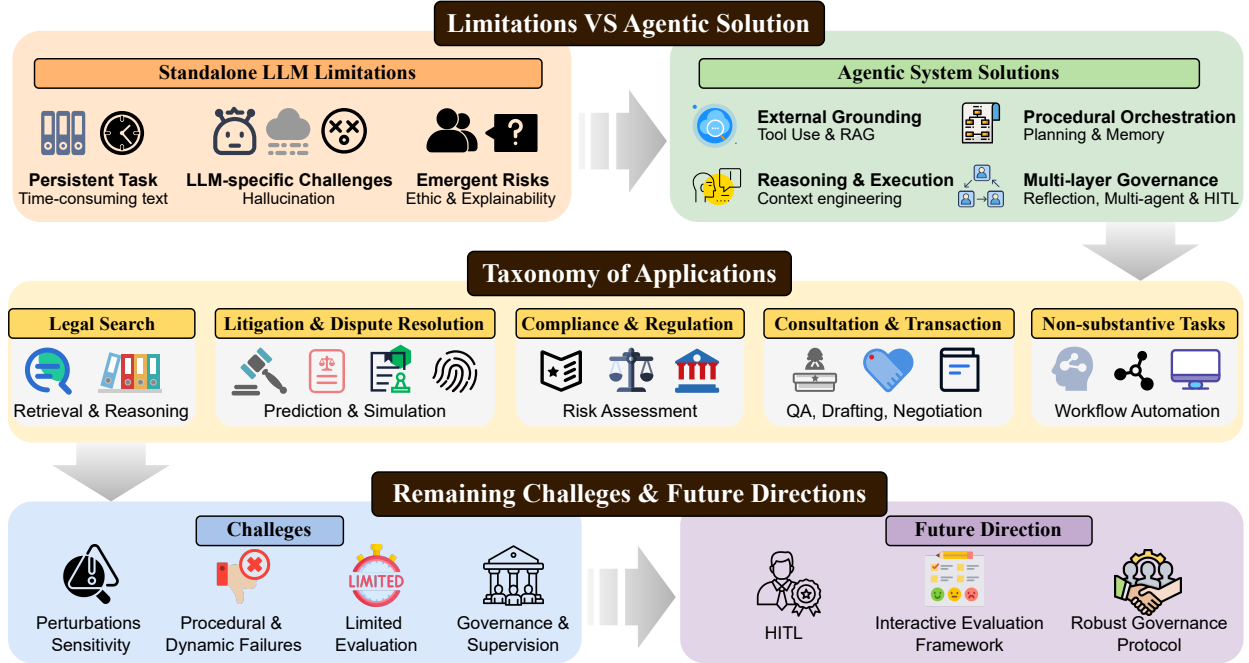 Limitations VS Agentic Solution
Standalone LLM Limitations
Persistent Task
Time-consuming text
LLM-specific Challenges
Hallucination
?
Emergent Risks
Ethic & Explainability
Agentic System Solutions
External Grounding
Tool Use & RAG
Procedural Orchestration
Planning & Memory
Reasoning & Execution
Context engineering
Multi-layer Governance
Reflection, Multi-agent & HITL
Taxonomy of Applications
Legal Search
Retrieval & Reasoning
Litigation & Dispute Resolution
Prediction & Simulation
Compliance & Regulation
Risk Assessment
Consultation & Transaction
QA, Drafting, Negotiation
Non-substantive Tasks
Workflow Automation
Remaining Challeges & Future Directions
Challeges
Perturbations
Sensitivity
Procedural &
Dynamic Failures
LIMITED
Limited
Evaluation
Governance &
Supervision
Future Direction
HITL
Interactive Evaluation
Framework
Robust Governance
Protocol